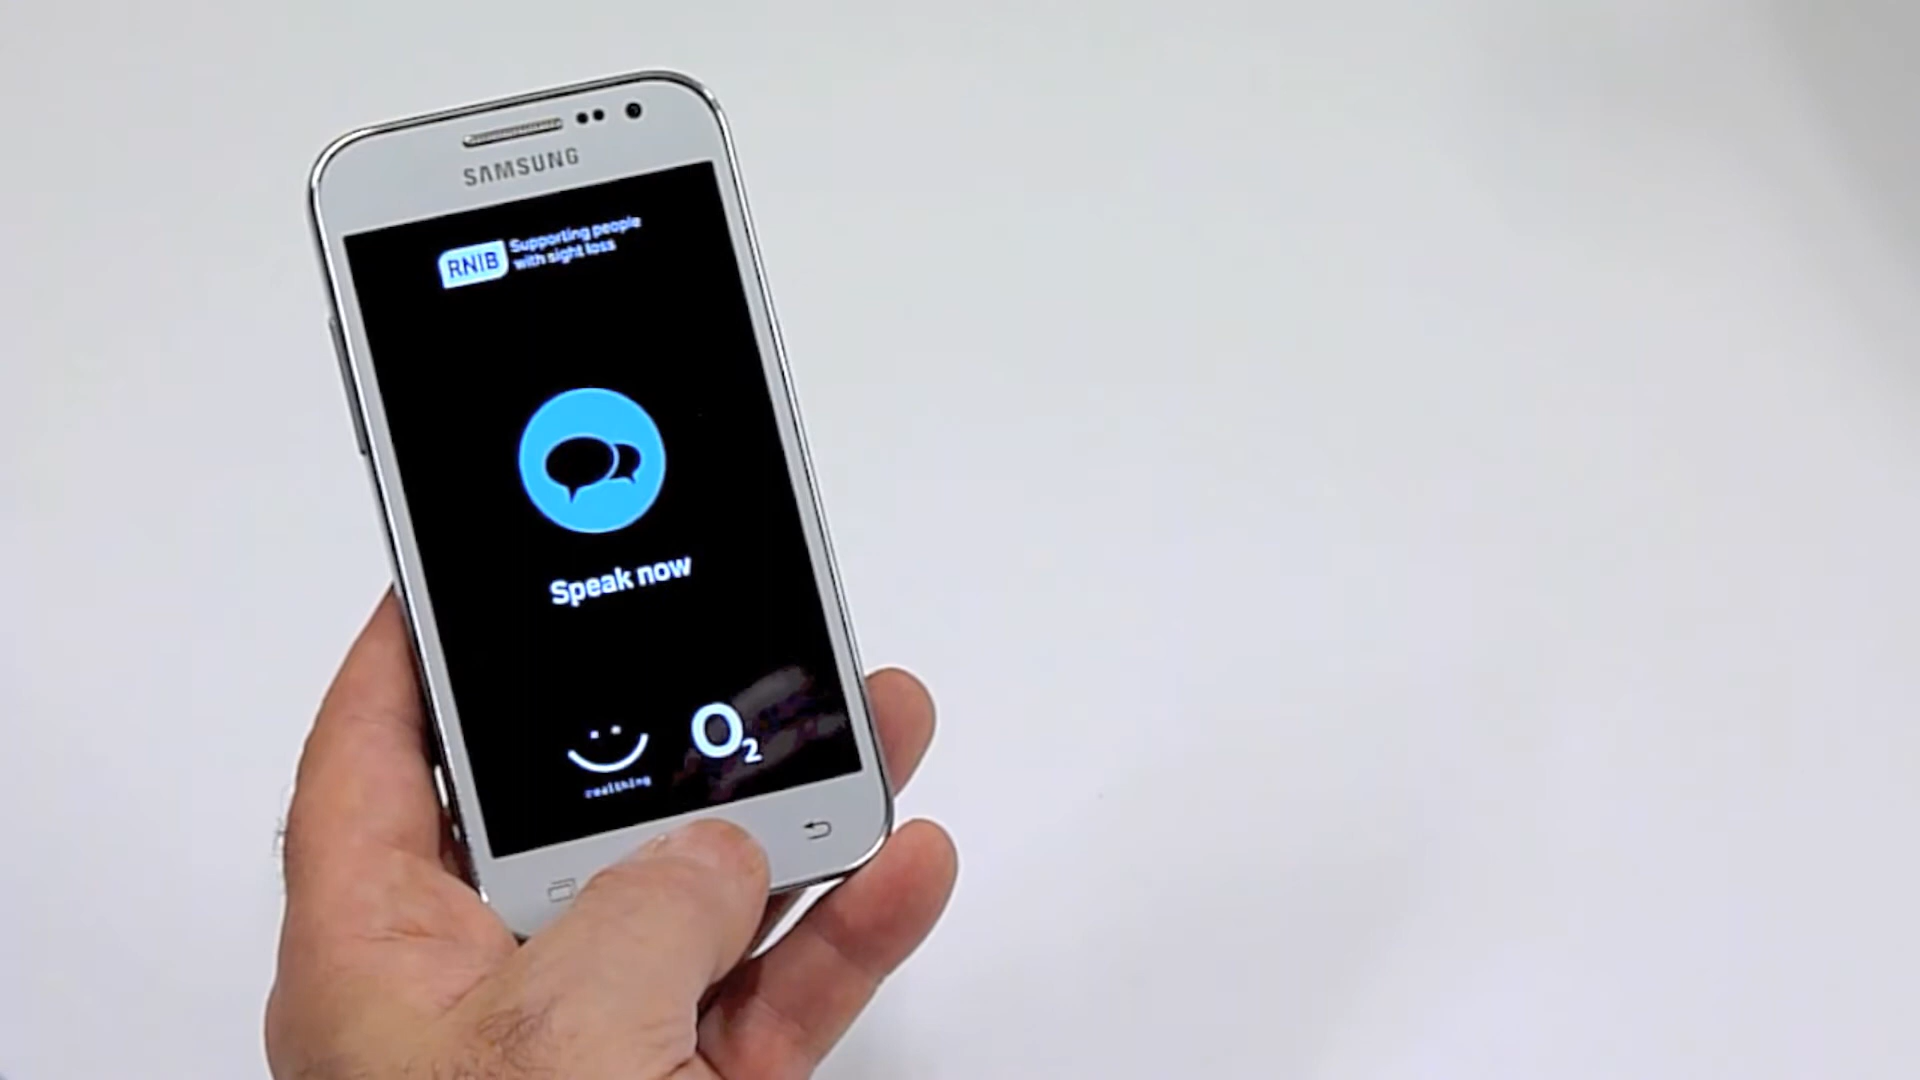 SAMSUNG
RNIB
Supporting people
with sight loss
Speak now
realthing
O2